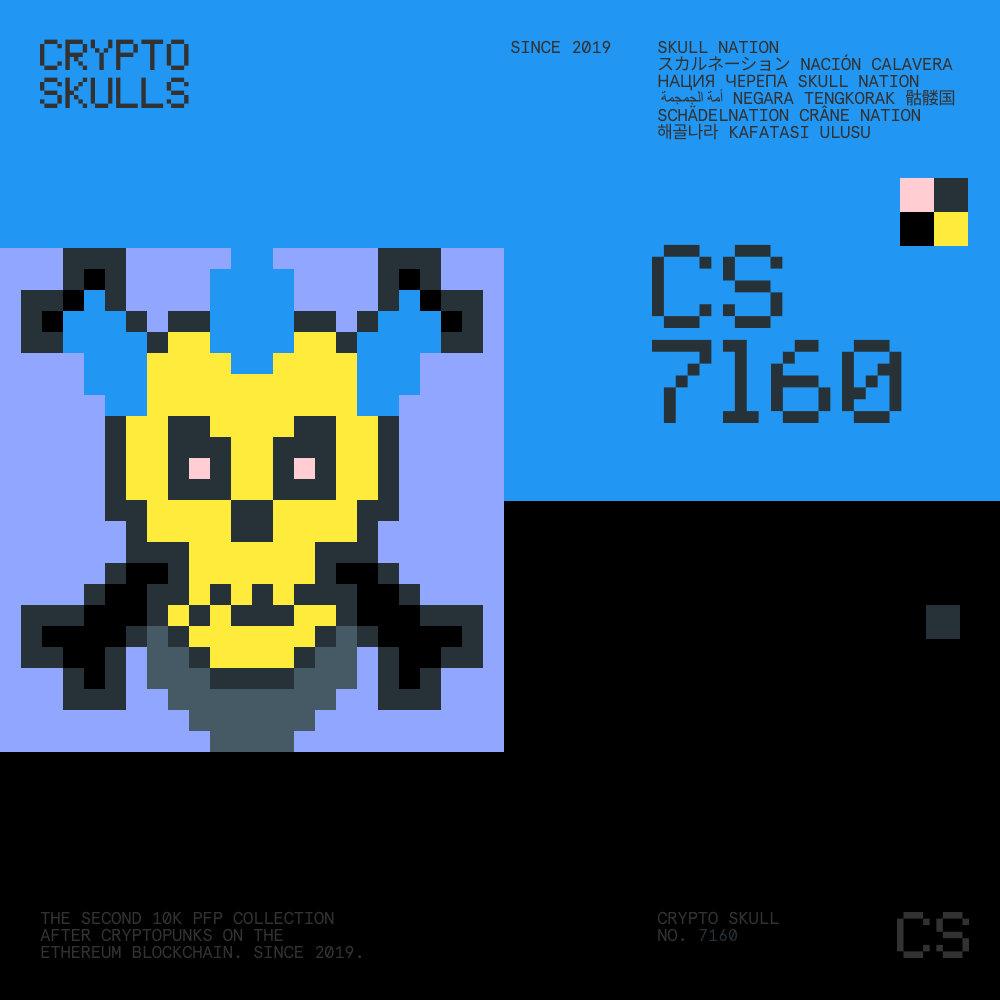 CRYPTO
SKULLS
SINCE 2019
SKULL NATION
スカルネーション NACIÓN CALAVERA
НАЦИЯ ЧЕРЕПА SKULL NATION
أمة الجمجمة NEGARA TENGKORAK 骷髅国
SCHÄDELNATION CRÂNE NATION
해골나라 KAFATASI ULUSU
CS
7160
THE SECOND 10K PFP COLLECTION
AFTER CRYPTOPUNKS ON THE
ETHEREUM BLOCKCHAIN. SINCE 2019.
CRYPTO SKULL
NO. 7160
CS